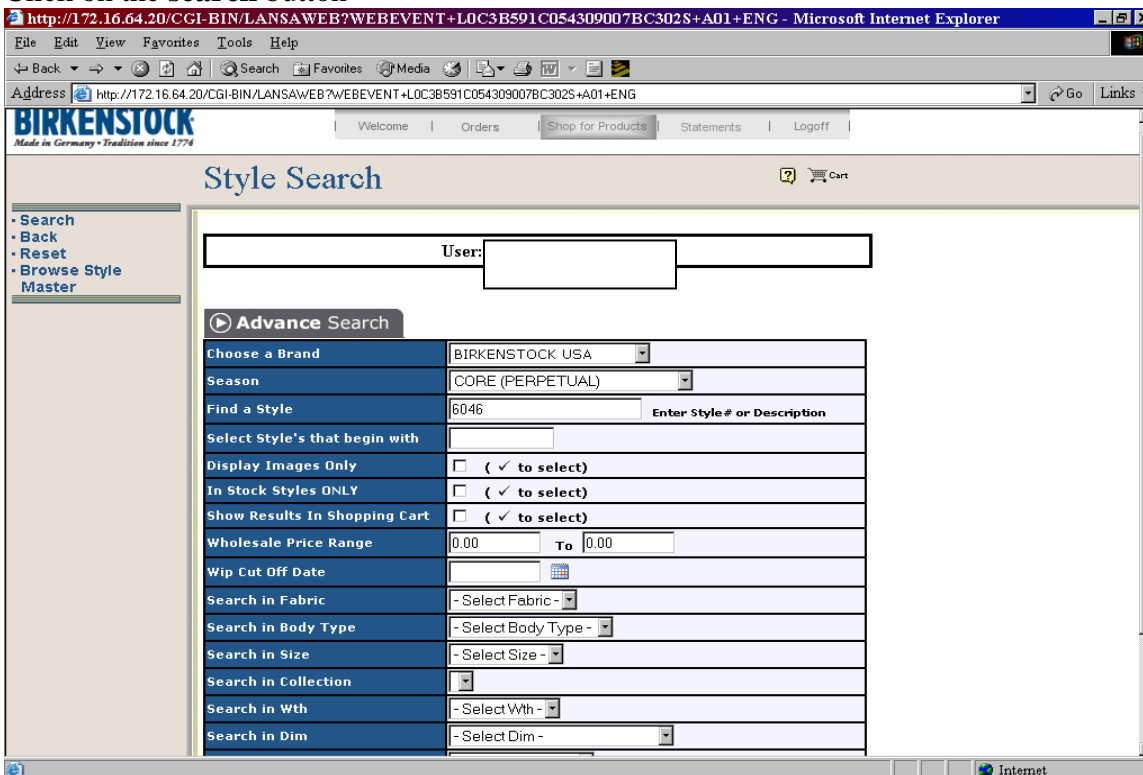 Click on the search button
http://172.16.64.20/CGI-BIN/LANSAWEB?WEBEVENT+L0C3B591C054309007BC302S+A01+ENG - Microsoft Internet Explorer
File Edit View Favorites Tools Help
Back Search Favorites Media
Address http://172.16.64.20/CGI-BIN/LANSAWEB?WEBEVENT+L0C3B591C054309007BC302S+A01+ENG Go Links
BIRKENSTOCK
Made in Germany • Tradition since 1774
| Welcome | Orders | Shop for Products | Statements | Logoff |
Style Search
Cart
• Search
• Back
• Reset
• Browse Style
Master
User:
Advance Search
Choose a Brand BIRKENSTOCK USA
Season CORE (PERPETUAL)
Find a Style 6046 Enter Style# or Description
Select Style's that begin with
Display Images Only ( ✓ to select)
In Stock Styles ONLY ( ✓ to select)
Show Results In Shopping Cart ( ✓ to select)
Wholesale Price Range 0.00 To 0.00
Wip Cut Off Date
Search in Fabric - Select Fabric -
Search in Body Type - Select Body Type -
Search in Size - Select Size -
Search in Collection
Search in Wth - Select Wth -
Search in Dim - Select Dim -
Internet